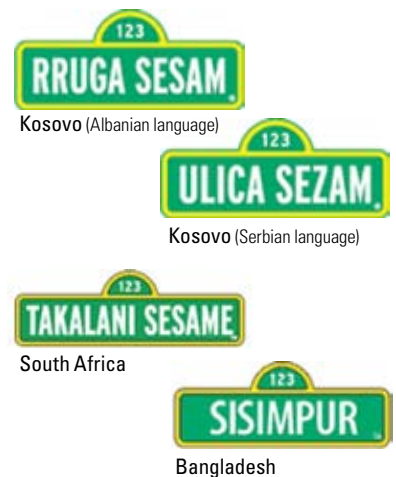 123
RRUGA SESAM
Kosovo (Albanian language)
123
ULICA SEZAM
Kosovo (Serbian language)
123
TAKALANI SESAME
South Africa
123
SISIMPUR
Bangladesh